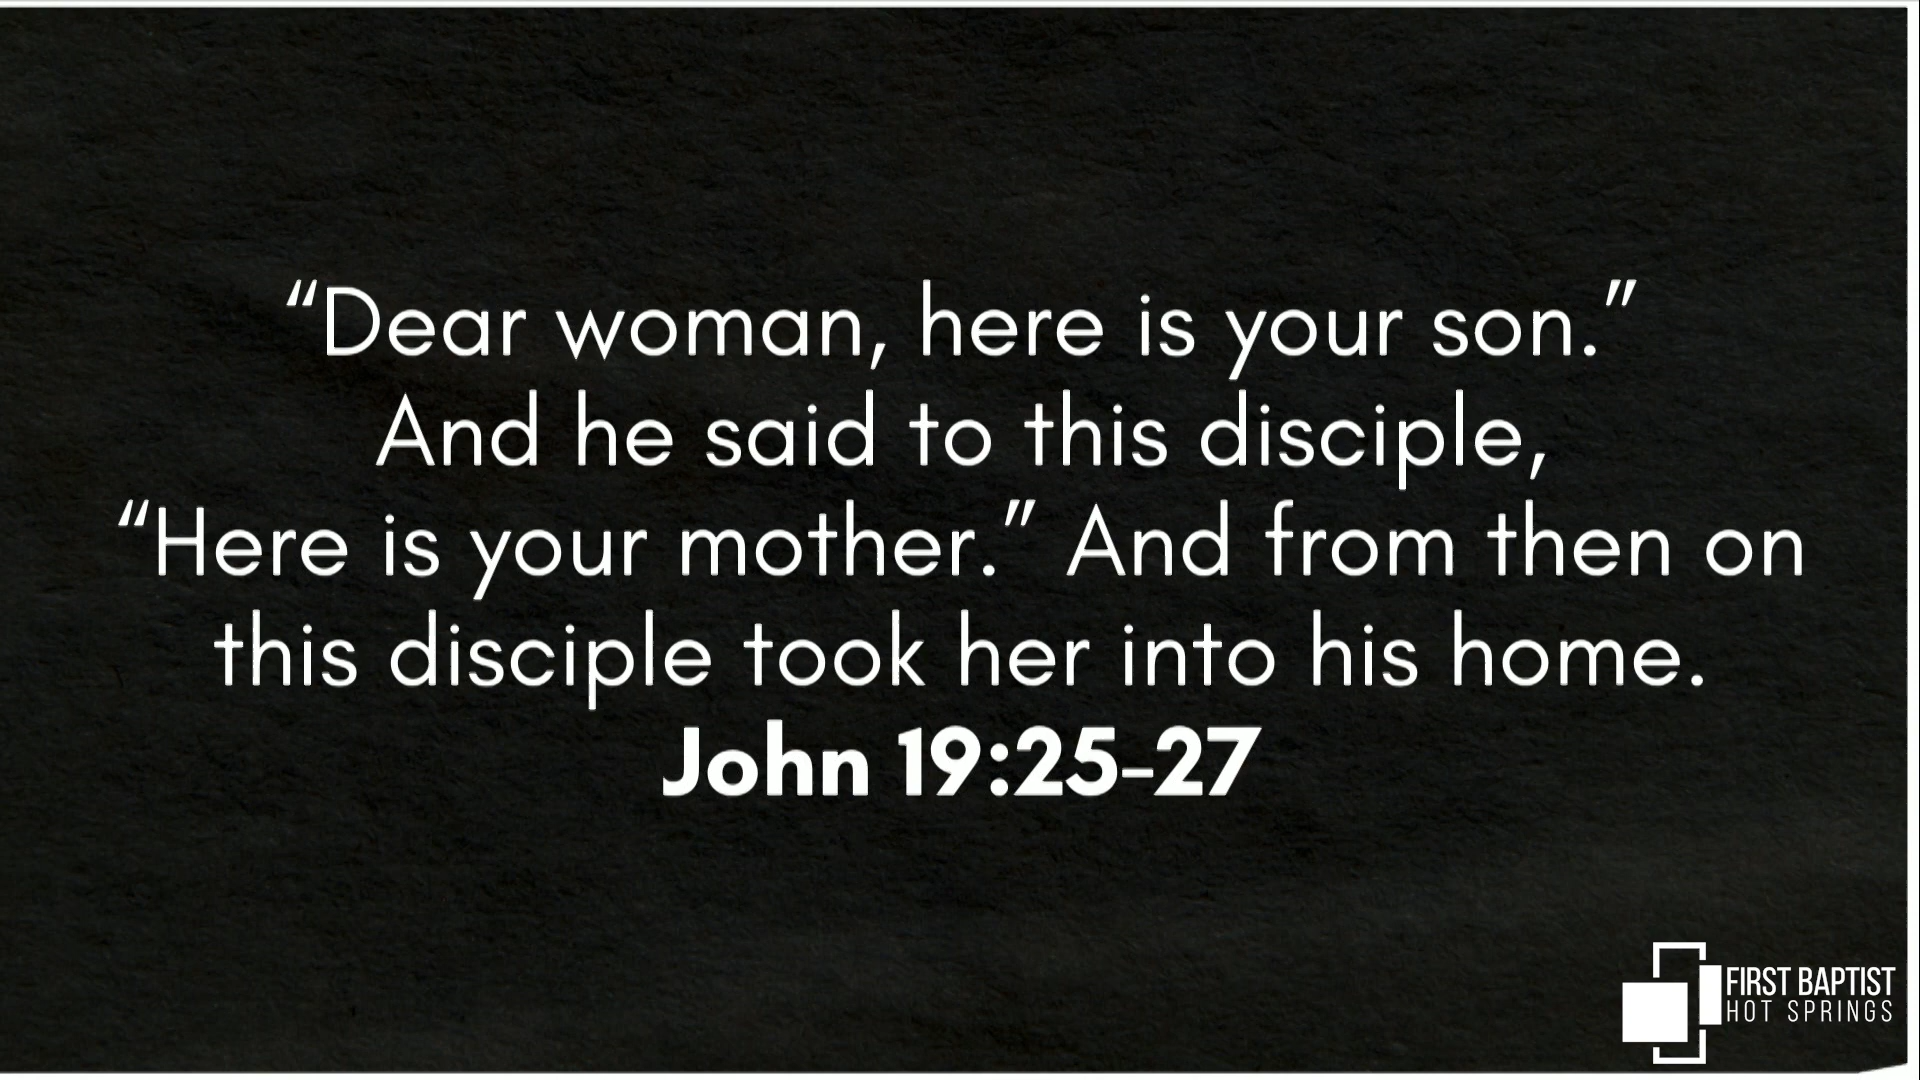 “Dear woman, here is your son.”
And he said to this disciple,
“Here is your mother.” And from then on
this disciple took her into his home.
John 19:25-27
FIRST BAPTIST
HOT SPRINGS